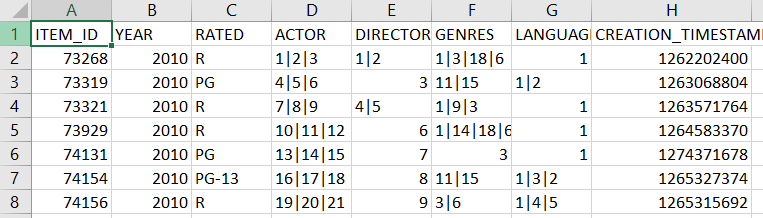 A B C D E F G H
1 ITEM_ID YEAR RATED ACTOR DIRECTOR GENRES LANGUAG CREATION_TIMESTAM
2 73268 2010 R 1|2|3 1|2 1|3|18|6 1 1262202400
3 73319 2010 PG 4|5|6 3 11|15 1|2 1263068804
4 73321 2010 R 7|8|9 4|5 1|9|3 1 1263571764
5 73929 2010 R 10|11|12 6 1|14|18|6 1 1264583370
6 74131 2010 PG 13|14|15 7 3 1 1274371678
7 74154 2010 PG-13 16|17|18 8 11|15 1|3|2 1265327374
8 74156 2010 R 19|20|21 9 3|6 1|4|5 1265315692